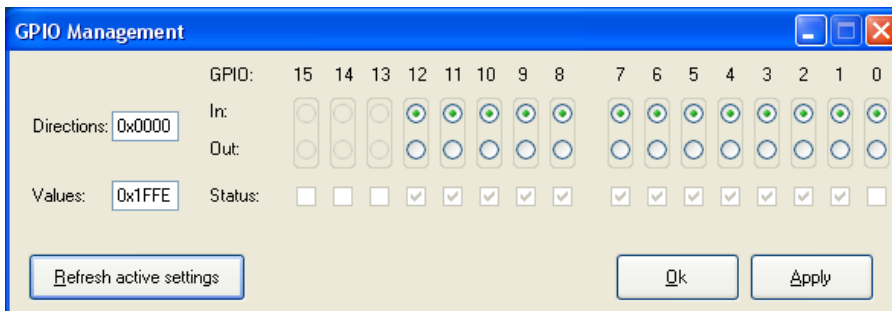 GPIO Management
GPIO: 15 14 13 12 11 10 9 8 7 6 5 4 3 2 1 0
In:
Directions: 0x0000
Out:
Values: 0x1FFE Status:
Refresh active settings Ok Apply